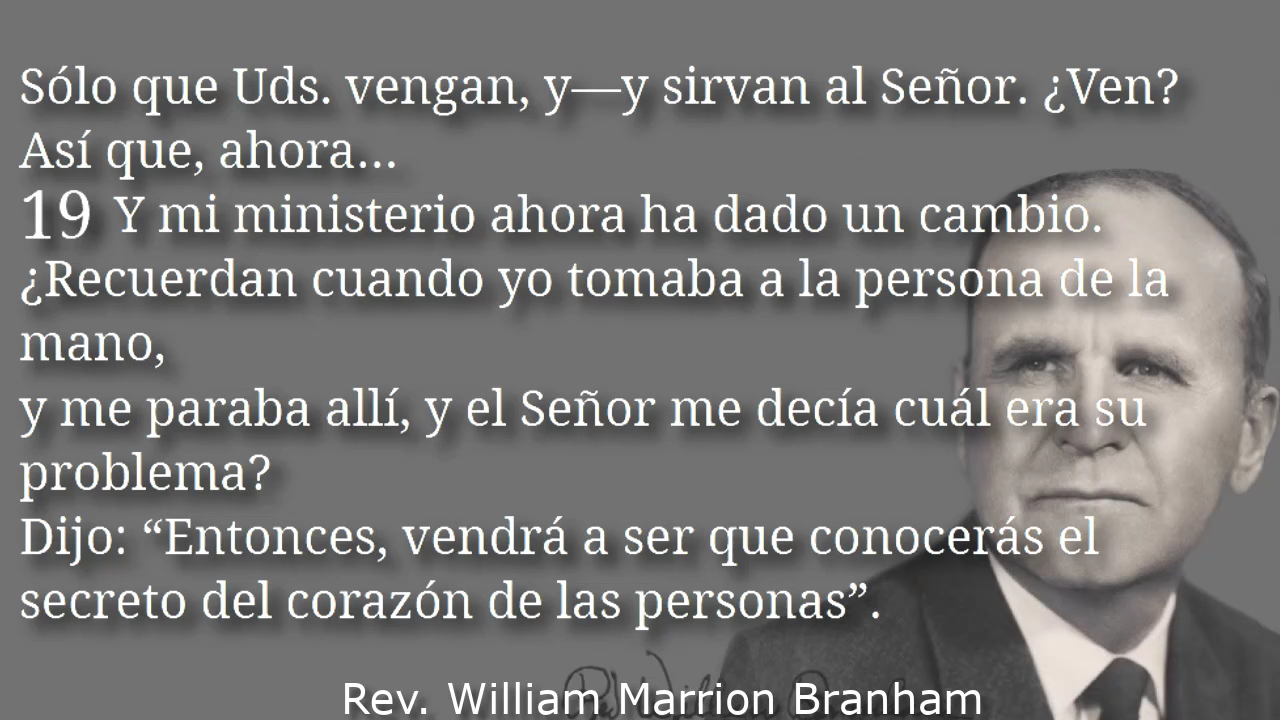 Sólo que Uds. vengan, y—y sirvan al Señor. ¿Ven?
Así que, ahora...
19 Y mi ministerio ahora ha dado un cambio.
¿Recuerdan cuando yo tomaba a la persona de la
mano,
y me paraba allí, y el Señor me decía cuál era su
problema?
Dijo: “Entonces, vendrá a ser que conocerás el
secreto del corazón de las personas”.
Rev. William Marrion Branham